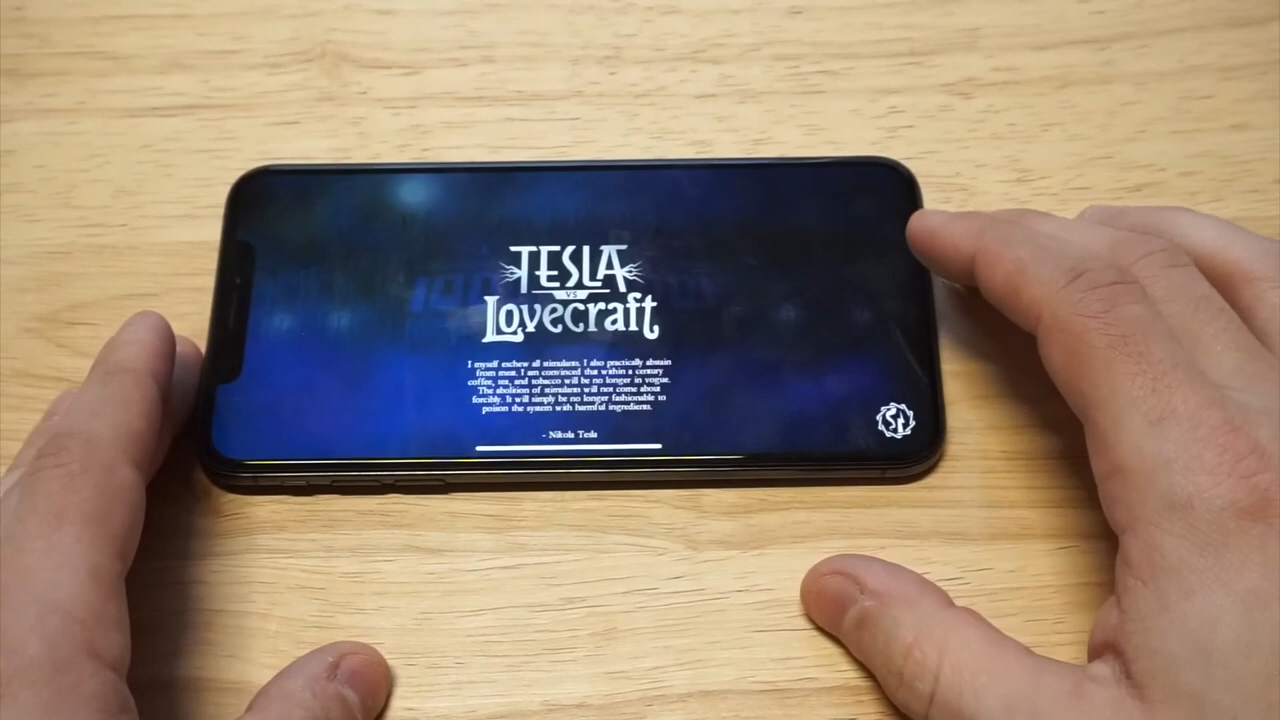 TESLA
VS
Lovecraft
I myself eschew all stimulants. I also practically abstain
from meat. I am convinced that within a century
coffee, tea, and tobacco will be no longer in vogue.
The abolition of stimulants will not come about
forcibly. It will simply be no longer fashionable to
poison the system with harmful ingredients.
- Nikola Tesla